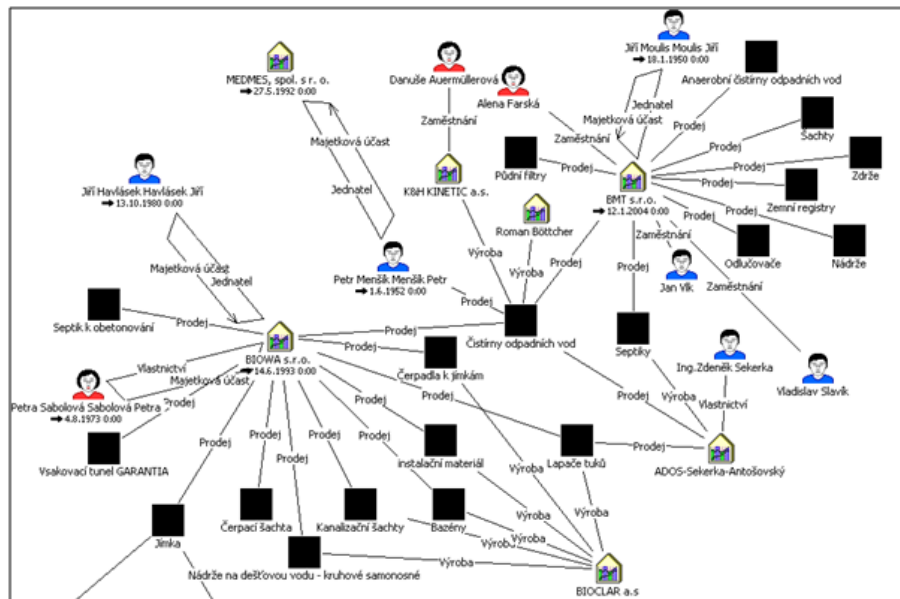 Jiří Moulis Moulis Jiří
18.1.1950 0:00
MEDMES, spol. s r. o.
27.5.1992 0:00
Danuše Auermüllerová
Alena Farská
Anaerobní čistírny odpadních vod
Jednatel
Majetková účast
Prodej
Zaměstnání
Zaměstnání
Šachty
Majetková účast
Prodej
Prodej
Zdrže
Jiří Havlásek Havlásek Jiří
13.10.1980 0:00
Jednatel
K&H KINETIC a.s.
Půdní filtry
Prodej
BMT s.r.o.
12.1.2004 0:00
Prodej
Zemní registry
Prodej
Prodej
Roman Böttcher
Zaměstnání
Odlučovače
Nádrže
Majetková účast
Jednatel
Výroba
Výroba
Prodej
Prodej
Jan Vlk
Zaměstnání
Petr Menšík Menšík Petr
1.6.1952 0:00
Prodej
Septik k obetonování
Prodej
Prodej
Čistírny odpadních vod
Septiky
Ing.Zdeněk Sekerka
BIOWA s.r.o.
14.6.1993 0:00
Prodej
Čerpadla k jímkám
Vlastnictví
Majetková účast
Petra Sabolová Sabolová Petra
4.8.1973 0:00
Prodej
Prodej
Prodej
Prodej
Výroba
Vlastnictví
Vladislav Slavík
Vsakovací tunel GARANTIA
Prodej
Prodej
Prodej
Prodej
Prodej
instalační materiál
Výroba
Lapače tuků
Prodej
ADOS-Sekerka-Antošovský
Jímka
Čerpací šachta
Kanalizační šachty
Bazény
Výroba
Výroba
Výroba
Výroba
Nádrže na dešťovou vodu - kruhové samonosné
Výroba
BIOCLAR a.s